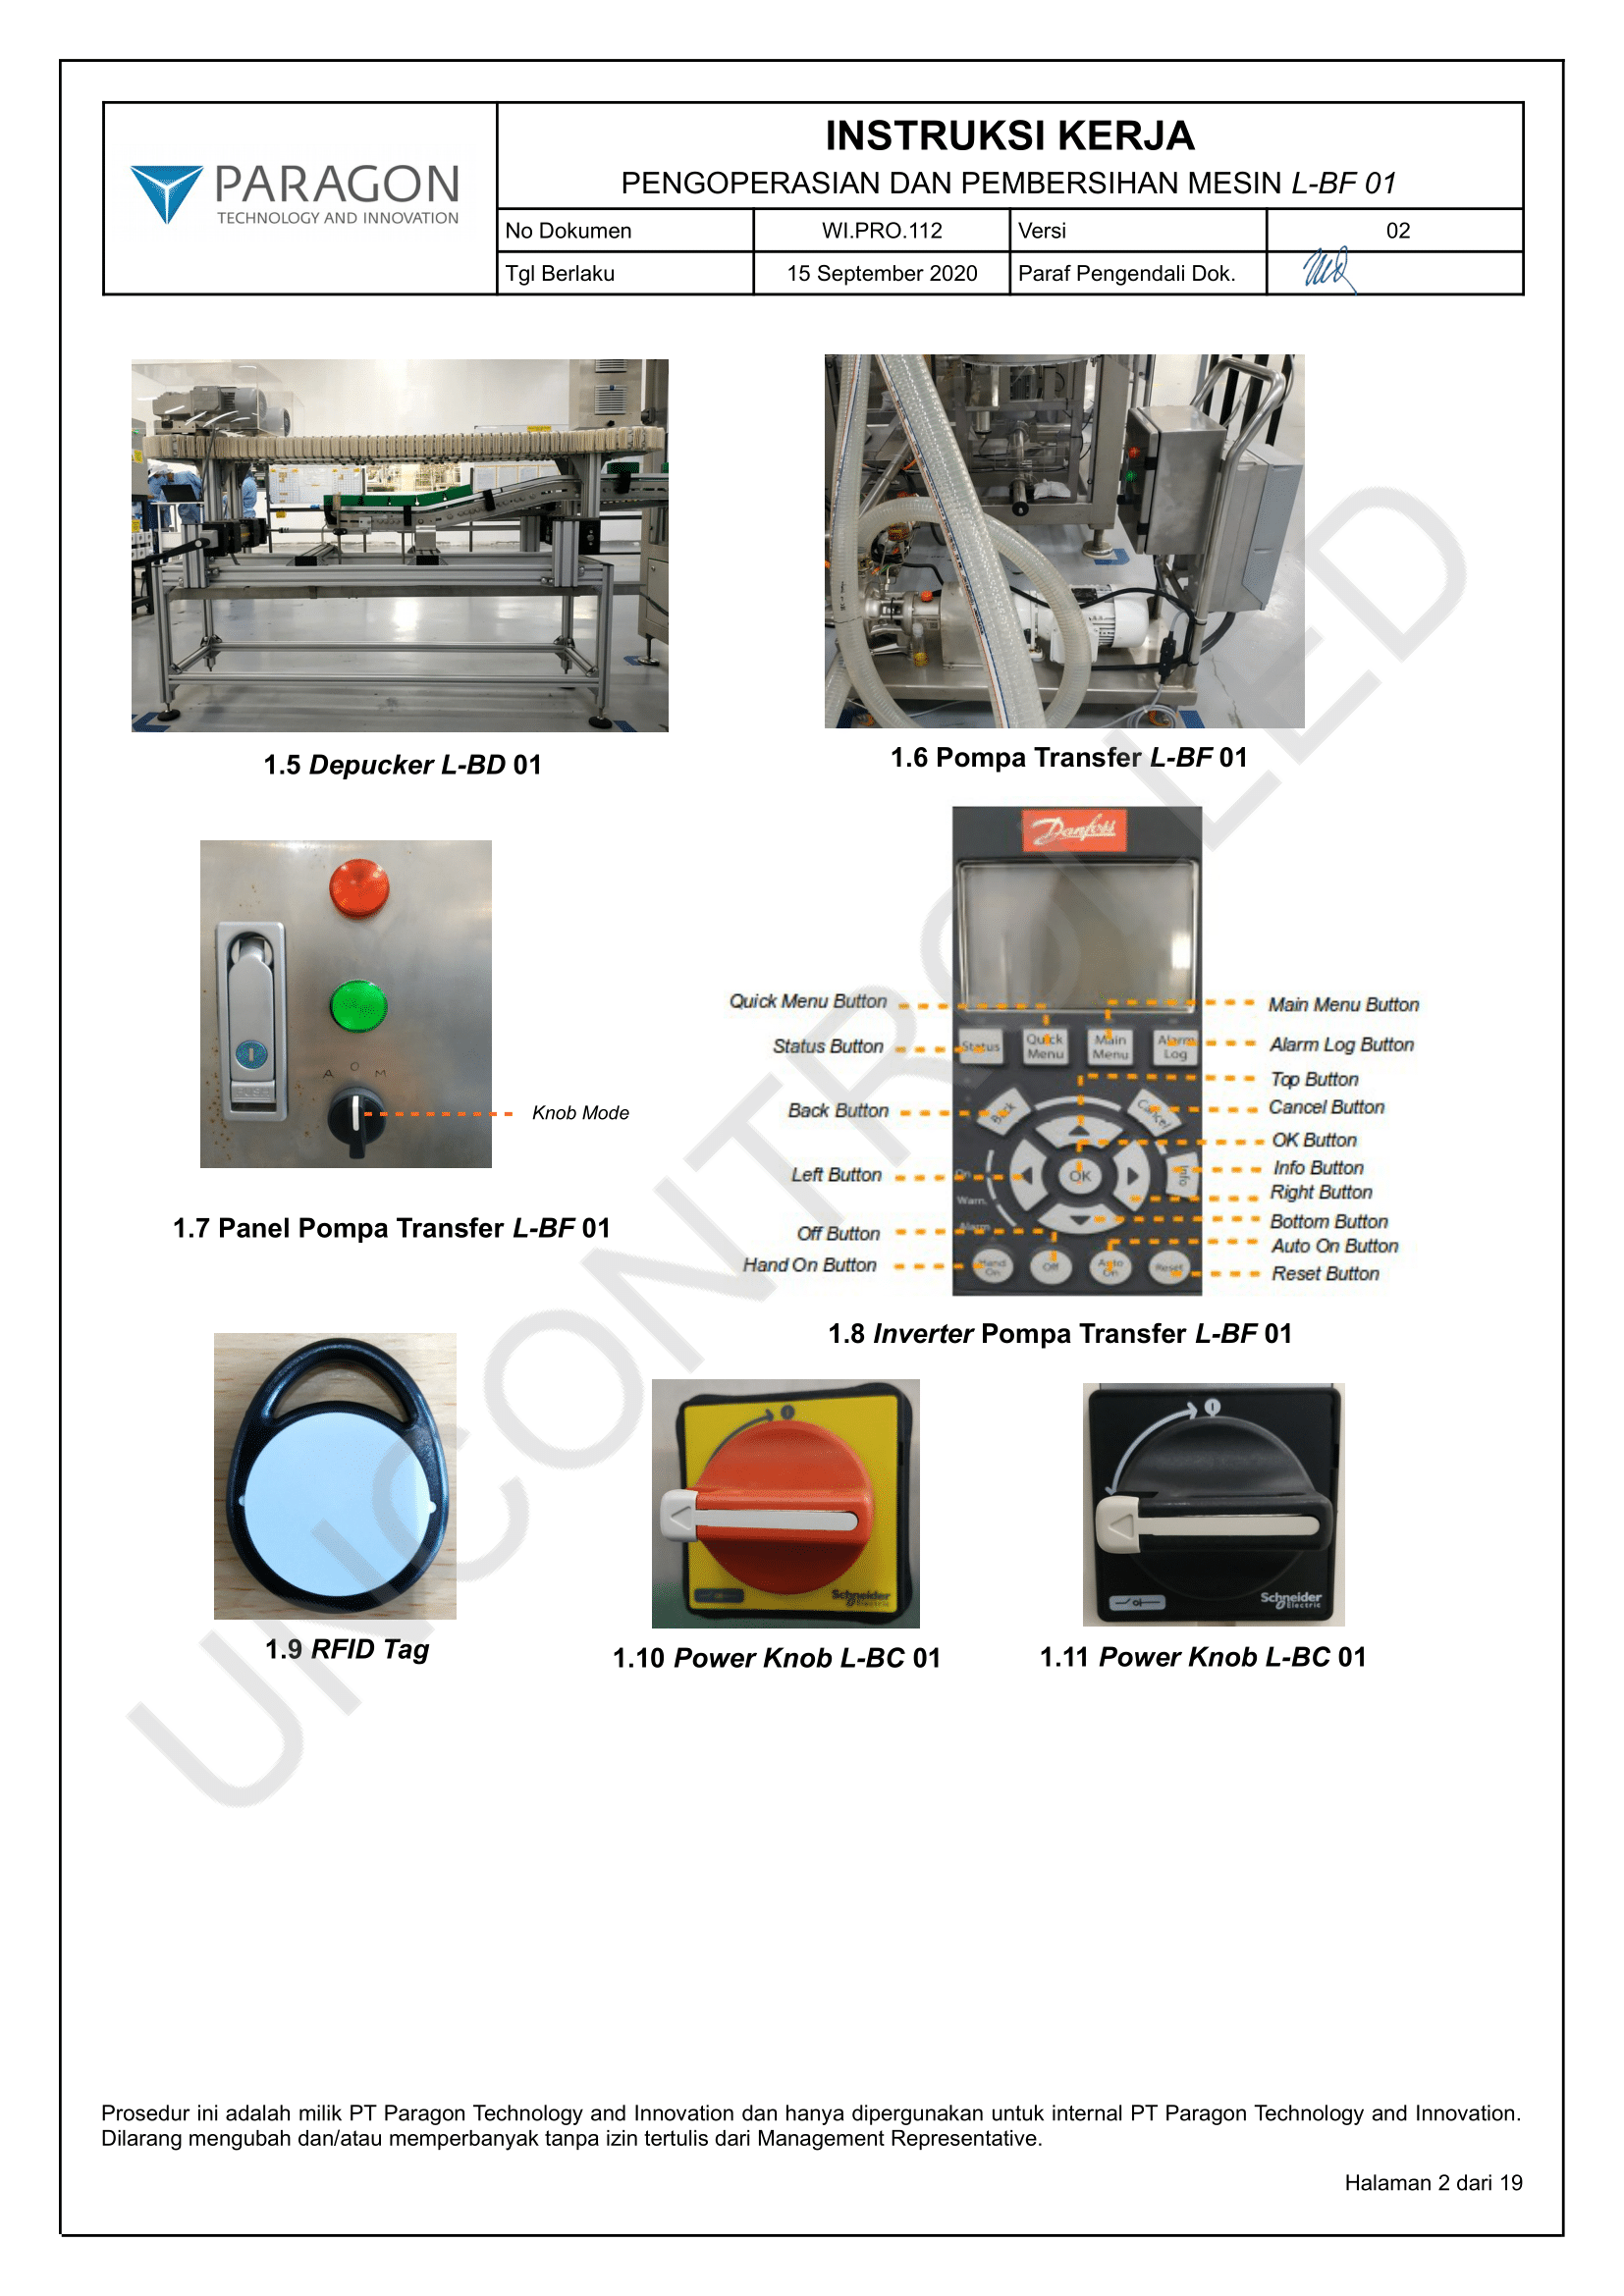 PARAGON
TECHNOLOGY AND INNOVATION
INSTRUKSI KERJA
PENGOPERASIAN DAN PEMBERSIHAN MESIN L-BF 01
No Dokumen WI.PRO.112 Versi 02
Tgl Berlaku 15 September 2020 Paraf Pengendali Dok.
1.5 Depucker L-BD 01
1.6 Pompa Transfer L-BF 01
A O M
Knob Mode
1.7 Panel Pompa Transfer L-BF 01
Danfoss
Quick Menu Button
Status Button
Back Button
Left Button
Off Button
Hand On Button
Status
Quick Menu
Main Menu
Alarm Log
Back
Cancel
OK
Info
On
Warn.
Alarm
Hand On
Off
Auto On
Reset
Main Menu Button
Alarm Log Button
Top Button
Cancel Button
OK Button
Info Button
Right Button
Bottom Button
Auto On Button
Reset Button
1.8 Inverter Pompa Transfer L-BF 01
1.9 RFID Tag
Schneider
Electric
1.10 Power Knob L-BC 01
Schneider
Electric
1.11 Power Knob L-BC 01
UNCONTROLLED
Prosedur ini adalah milik PT Paragon Technology and Innovation dan hanya dipergunakan untuk internal PT Paragon Technology and Innovation.
Dilarang mengubah dan/atau memperbanyak tanpa izin tertulis dari Management Representative.
Halaman 2 dari 19